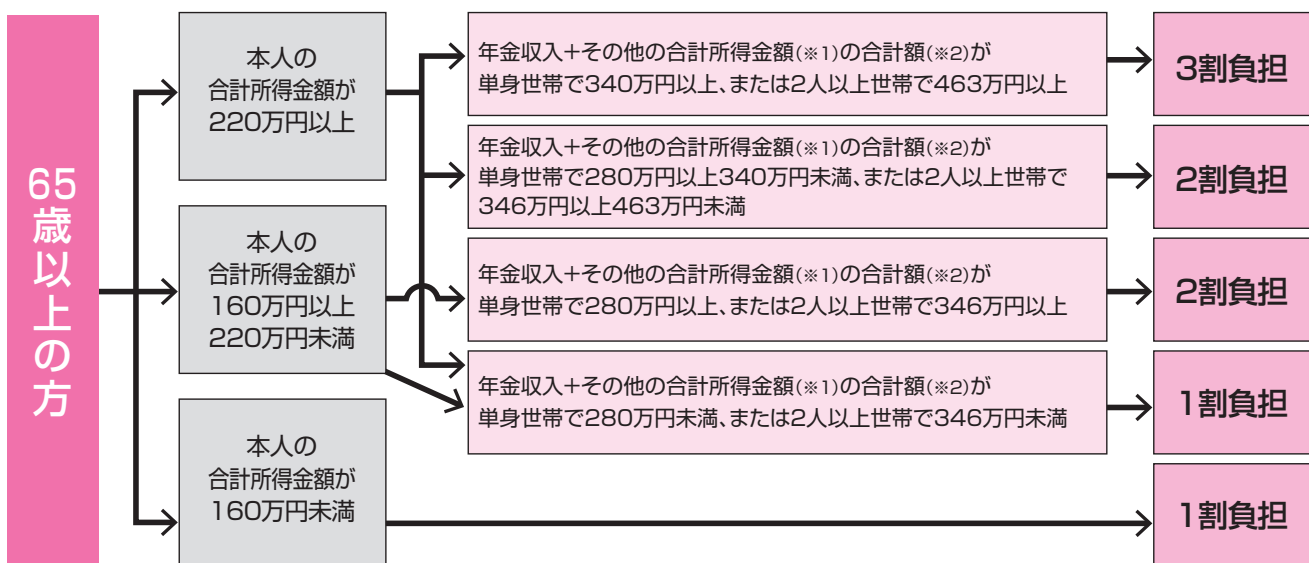 65歳以上の方
本人の
合計所得金額が
220万円以上
年金収入+その他の合計所得金額(※1)の合計額(※2)が
単身世帯で340万円以上、または2人以上世帯で463万円以上
3割負担
年金収入+その他の合計所得金額(※1)の合計額(※2)が
単身世帯で280万円以上340万円未満、または2人以上世帯で
346万円以上463万円未満
2割負担
本人の
合計所得金額が
160万円以上
220万円未満
年金収入+その他の合計所得金額(※1)の合計額(※2)が
単身世帯で280万円以上、または2人以上世帯で346万円以上
2割負担
年金収入+その他の合計所得金額(※1)の合計額(※2)が
単身世帯で280万円未満、または2人以上世帯で346万円未満
1割負担
本人の
合計所得金額が
160万円未満
1割負担